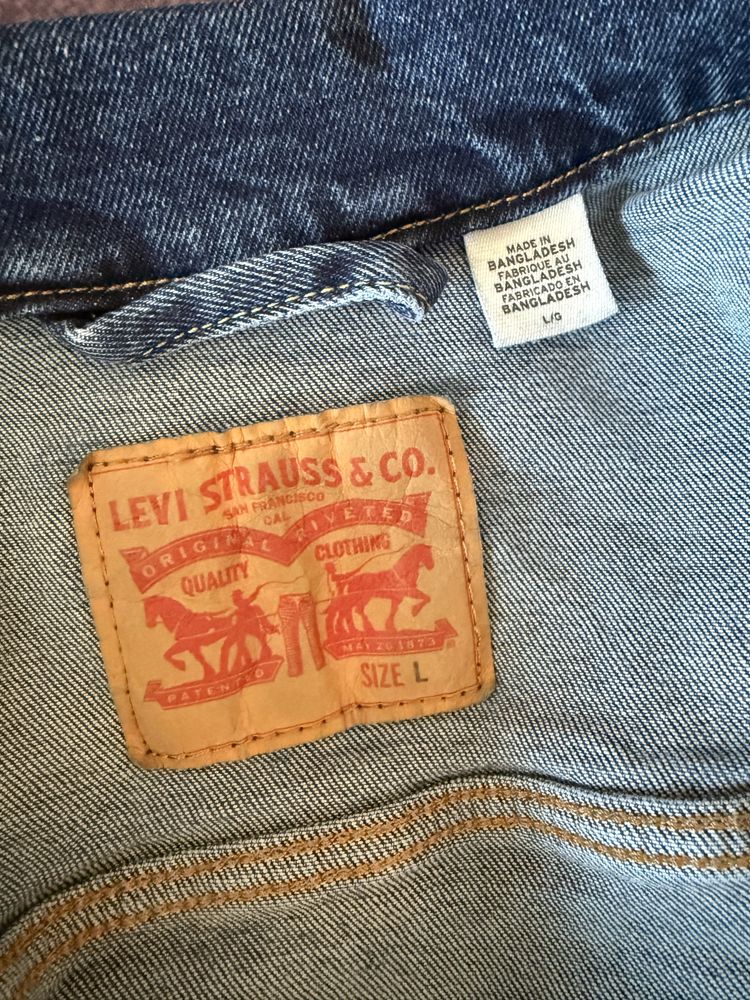 MADE IN
BANGLADESH
FABRIQUE AU
BANGLADESH
FABRICADO EN
BANGLADESH
L/G
LEVI STRAUSS & CO.
SAN FRANCISCO
CAL
ORIGINAL RIVETED
QUALITY CLOTHING
MAY 20 1873
SIZE L